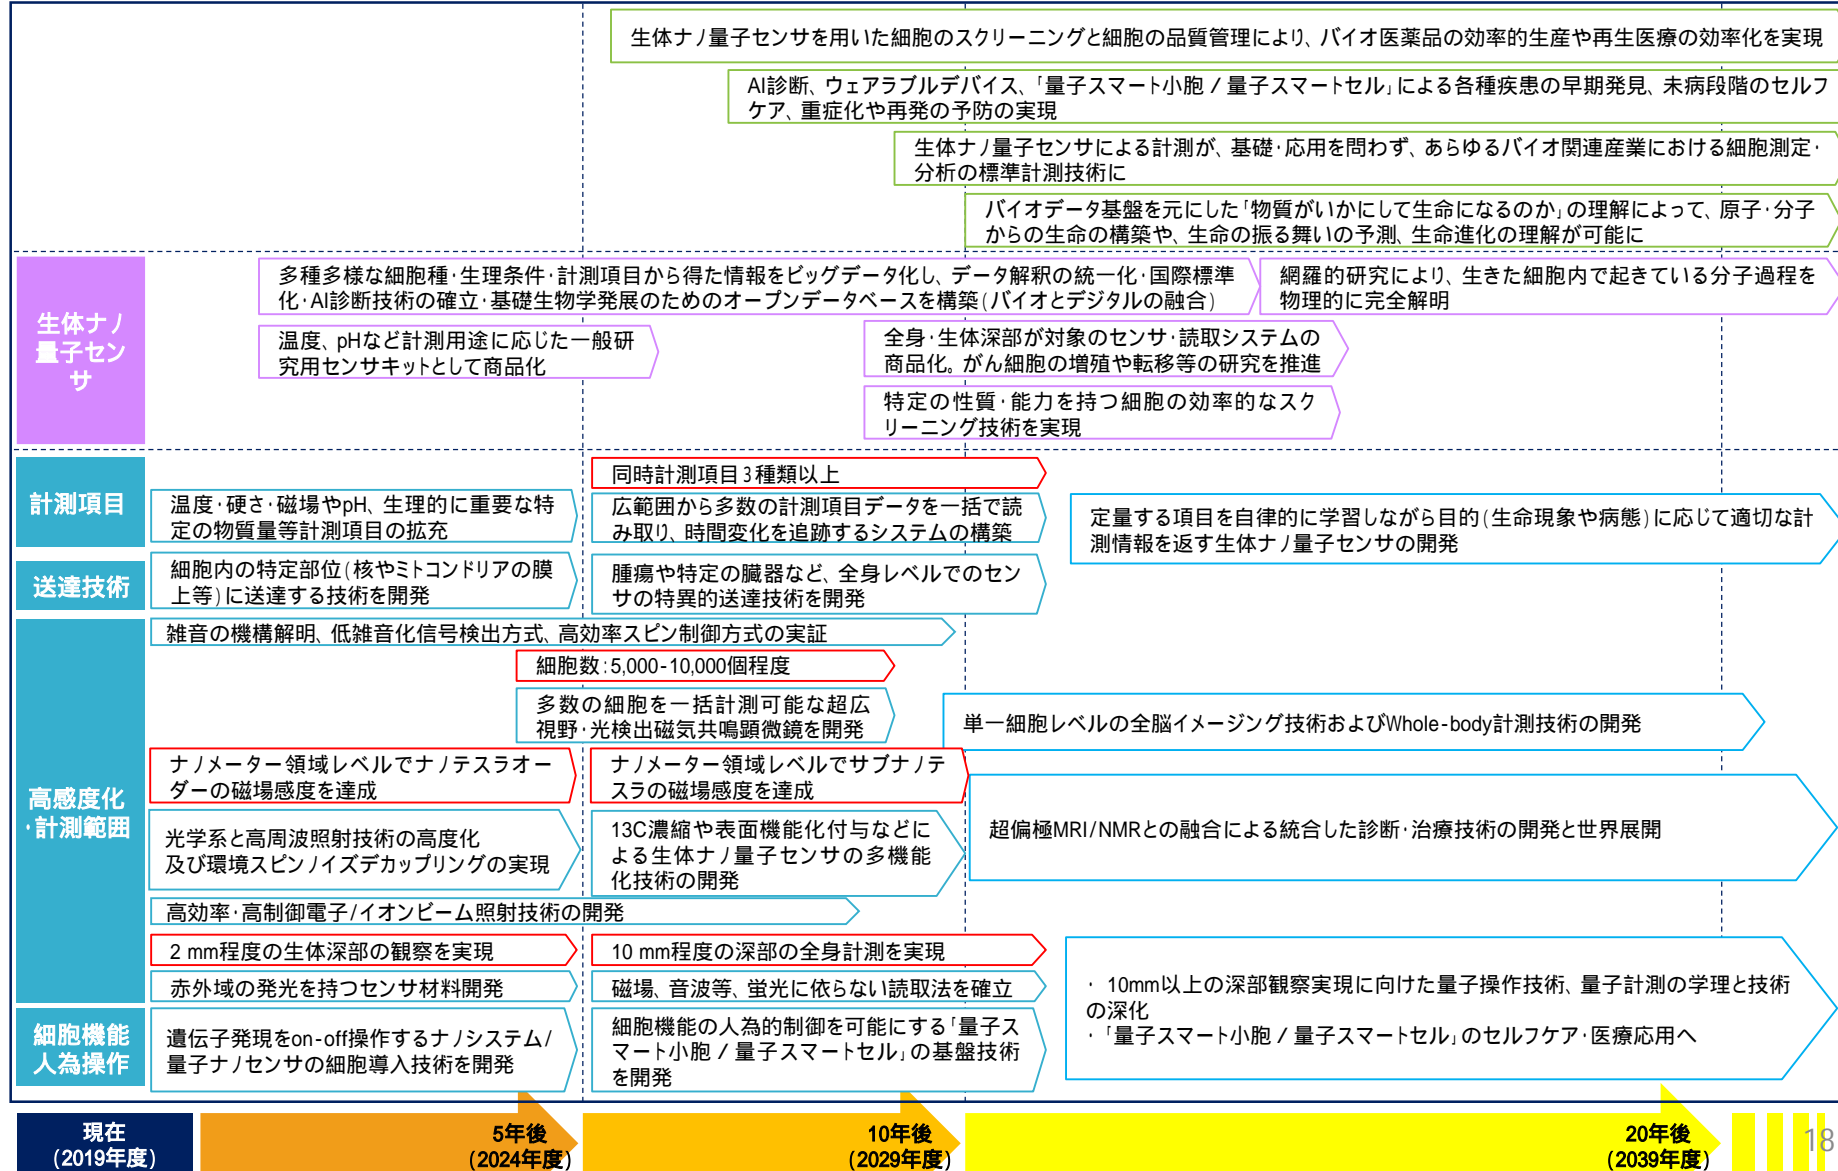 生体ナノ量子センサを用いた細胞のスクリーニングと細胞の品質管理により、バイオ医薬品の効率的生産や再生医療の効率化を実現
AI診断、ウェアラブルデバイス、「量子スマート小胞 / 量子スマートセル」による各種疾患の早期発見、未病段階のセルフ
ケア、重症化や再発の予防の実現
生体ナノ量子センサによる計測が、基礎・応用を問わず、あらゆるバイオ関連産業における細胞測定・
分析の標準計測技術に
バイオデータ基盤を元にした「物質がいかにして生命になるのか」の理解によって、原子・分子
からの生命の構築や、生命の振る舞いの予測、生命進化の理解が可能に
生体ナノ
量子セン
サ
多種多様な細胞種・生理条件・計測項目から得た情報をビッグデータ化し、データ解釈の統一化・国際標準
化・AI診断技術の確立・基礎生物学発展のためのオープンデータベースを構築(バイオとデジタルの融合)
網羅的研究により、生きた細胞内で起きている分子過程を
物理的に完全解明
温度、pHなど計測用途に応じた一般研
究用センサキットとして商品化
全身・生体深部が対象のセンサ・読取システムの
商品化。がん細胞の増殖や転移等の研究を推進
特定の性質・能力を持つ細胞の効率的なスク
リーニング技術を実現
計測項目
同時計測項目3種類以上
温度・硬さ・磁場やpH、生理的に重要な特
定の物質量等計測項目の拡充
広範囲から多数の計測項目データを一括で読
み取り、時間変化を追跡するシステムの構築
定量する項目を自律的に学習しながら目的(生命現象や病態)に応じて適切な計
測情報を返す生体ナノ量子センサの開発
送達技術
細胞内の特定部位(核やミトコンドリアの膜
上等)に送達する技術を開発
腫瘍や特定の臓器など、全身レベルでのセン
サの特異的送達技術を開発
高感度化
・計測範囲
雑音の機構解明、低雑音化信号検出方式、高効率スピン制御方式の実証
細胞数:5,000-10,000個程度
多数の細胞を一括計測可能な超広
視野・光検出磁気共鳴顕微鏡を開発
単一細胞レベルの全脳イメージング技術およびWhole-body計測技術の開発
ナノメーター領域レベルでナノテスラオー
ダーの磁場感度を達成
ナノメーター領域レベルでサブナノテ
スラの磁場感度を達成
光学系と高周波照射技術の高度化
及び環境スピンノイズデカップリングの実現
13C濃縮や表面機能化付与などに
よる生体ナノ量子センサの多機能
化技術の開発
超偏極MRI/NMRとの融合による統合した診断・治療技術の開発と世界展開
高効率・高制御電子/イオンビーム照射技術の開発
2 mm程度の生体深部の観察を実現
10 mm程度の深部の全身計測を実現
赤外域の発光を持つセンサ材料開発
磁場、音波等、蛍光に依らない読取法を確立
・ 10mm以上の深部観察実現に向けた量子操作技術、量子計測の学理と技術
の深化
・「量子スマート小胞 / 量子スマートセル」のセルフケア・医療応用へ
細胞機能
人為操作
遺伝子発現をon-off操作するナノシステム/
量子ナノセンサの細胞導入技術を開発
細胞機能の人為的制御を可能にする「量子ス
マート小胞 / 量子スマートセル」の基盤技術
を開発
現在
(2019年度)
5年後
(2024年度)
10年後
(2029年度)
20年後
(2039年度)
18